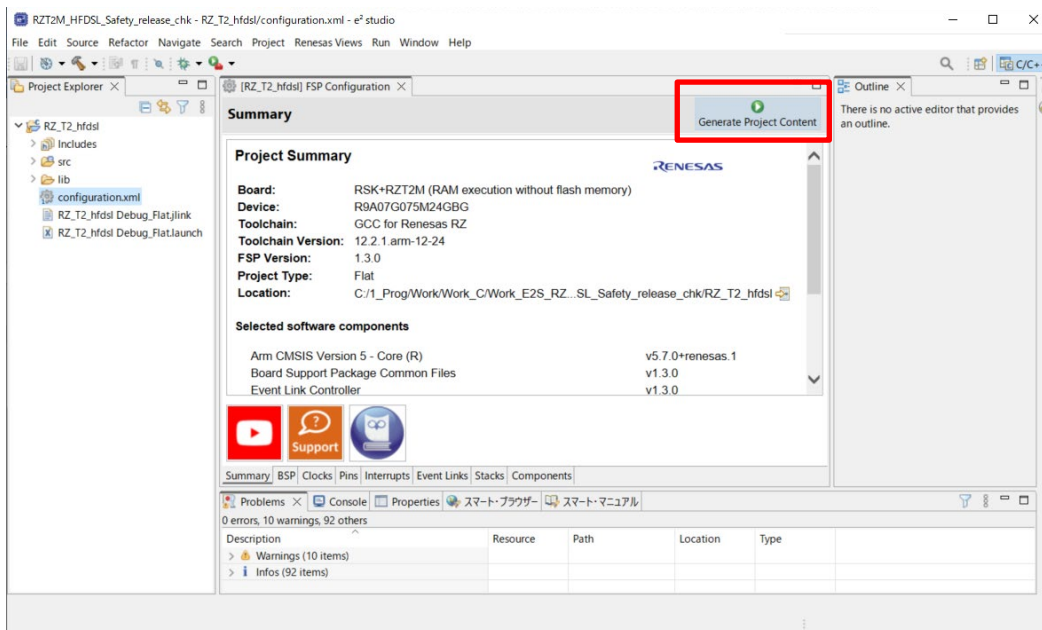 RZT2M_HFDSL_Safety_release_chk - RZ_T2_hfdsl/configuration.xml - e² studio
File Edit Source Refactor Navigate Search Project Renesas Views Run Window Help
C/C+
Project Explorer
[RZ_T2_hfdsl] FSP Configuration
Outline
RZ_T2_hfdsl
Includes
src
lib
configuration.xml
RZ_T2_hfdsl Debug_Flat.jlink
RZ_T2_hfdsl Debug_Flat.launch
Summary
Generate Project Content
There is no active editor that provides
an outline.
Project Summary
RENESAS
Board: RSK+RZT2M (RAM execution without flash memory)
Device: R9A07G075M24GBG
Toolchain: GCC for Renesas RZ
Toolchain Version: 12.2.1.arm-12-24
FSP Version: 1.3.0
Project Type: Flat
Location: C:/1_Prog/Work/Work_C/Work_E2S_RZ...SL_Safety_release_chk/RZ_T2_hfdsl
Selected software components
Arm CMSIS Version 5 - Core (R) v5.7.0+renesas.1
Board Support Package Common Files v1.3.0
Event Link Controller v1.3.0
Support
Summary BSP Clocks Pins Interrupts Event Links Stacks Components
Problems Console Properties スマート・ブラウザー スマート・マニュアル
0 errors, 10 warnings, 92 others
Description Resource Path Location Type
Warnings (10 items)
Infos (92 items)